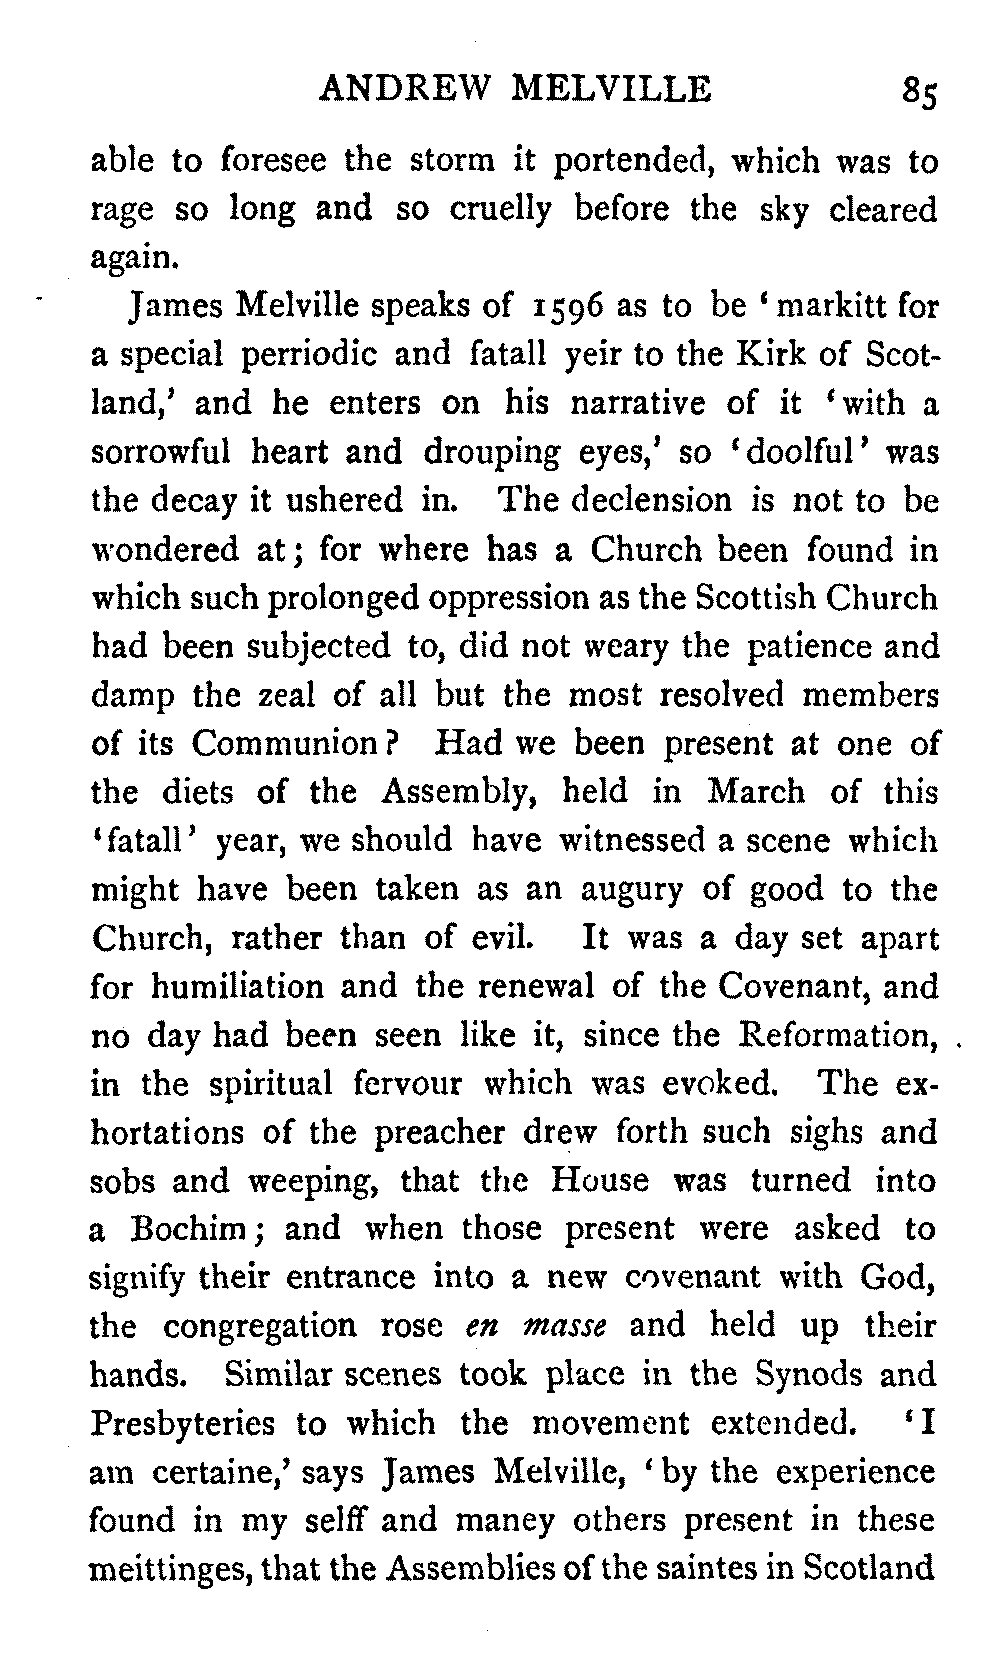 ANDREW MELVILLE 85
able to foresee the storm it portended, which was to
rage so long and so cruelly before the sky cleared
again.
James Melville speaks of 1596 as to be ‘markitt for
a special perriodic and fatall yeir to the Kirk of Scot-
land,’ and he enters on his narrative of it ‘with a
sorrowful heart and drouping eyes,’ so ‘doolful’ was
the decay it ushered in. The declension is not to be
wondered at; for where has a Church been found in
which such prolonged oppression as the Scottish Church
had been subjected to, did not weary the patience and
damp the zeal of all but the most resolved members
of its Communion? Had we been present at one of
the diets of the Assembly, held in March of this
‘fatall’ year, we should have witnessed a scene which
might have been taken as an augury of good to the
Church, rather than of evil. It was a day set apart
for humiliation and the renewal of the Covenant, and
no day had been seen like it, since the Reformation,
in the spiritual fervour which was evoked. The ex-
hortations of the preacher drew forth such sighs and
sobs and weeping, that the House was turned into
a Bochim; and when those present were asked to
signify their entrance into a new covenant with God,
the congregation rose en masse and held up their
hands. Similar scenes took place in the Synods and
Presbyteries to which the movement extended. ‘I
am certaine,’ says James Melville, ‘by the experience
found in my selff and maney others present in these
meittinges, that the Assemblies of the saintes in Scotland